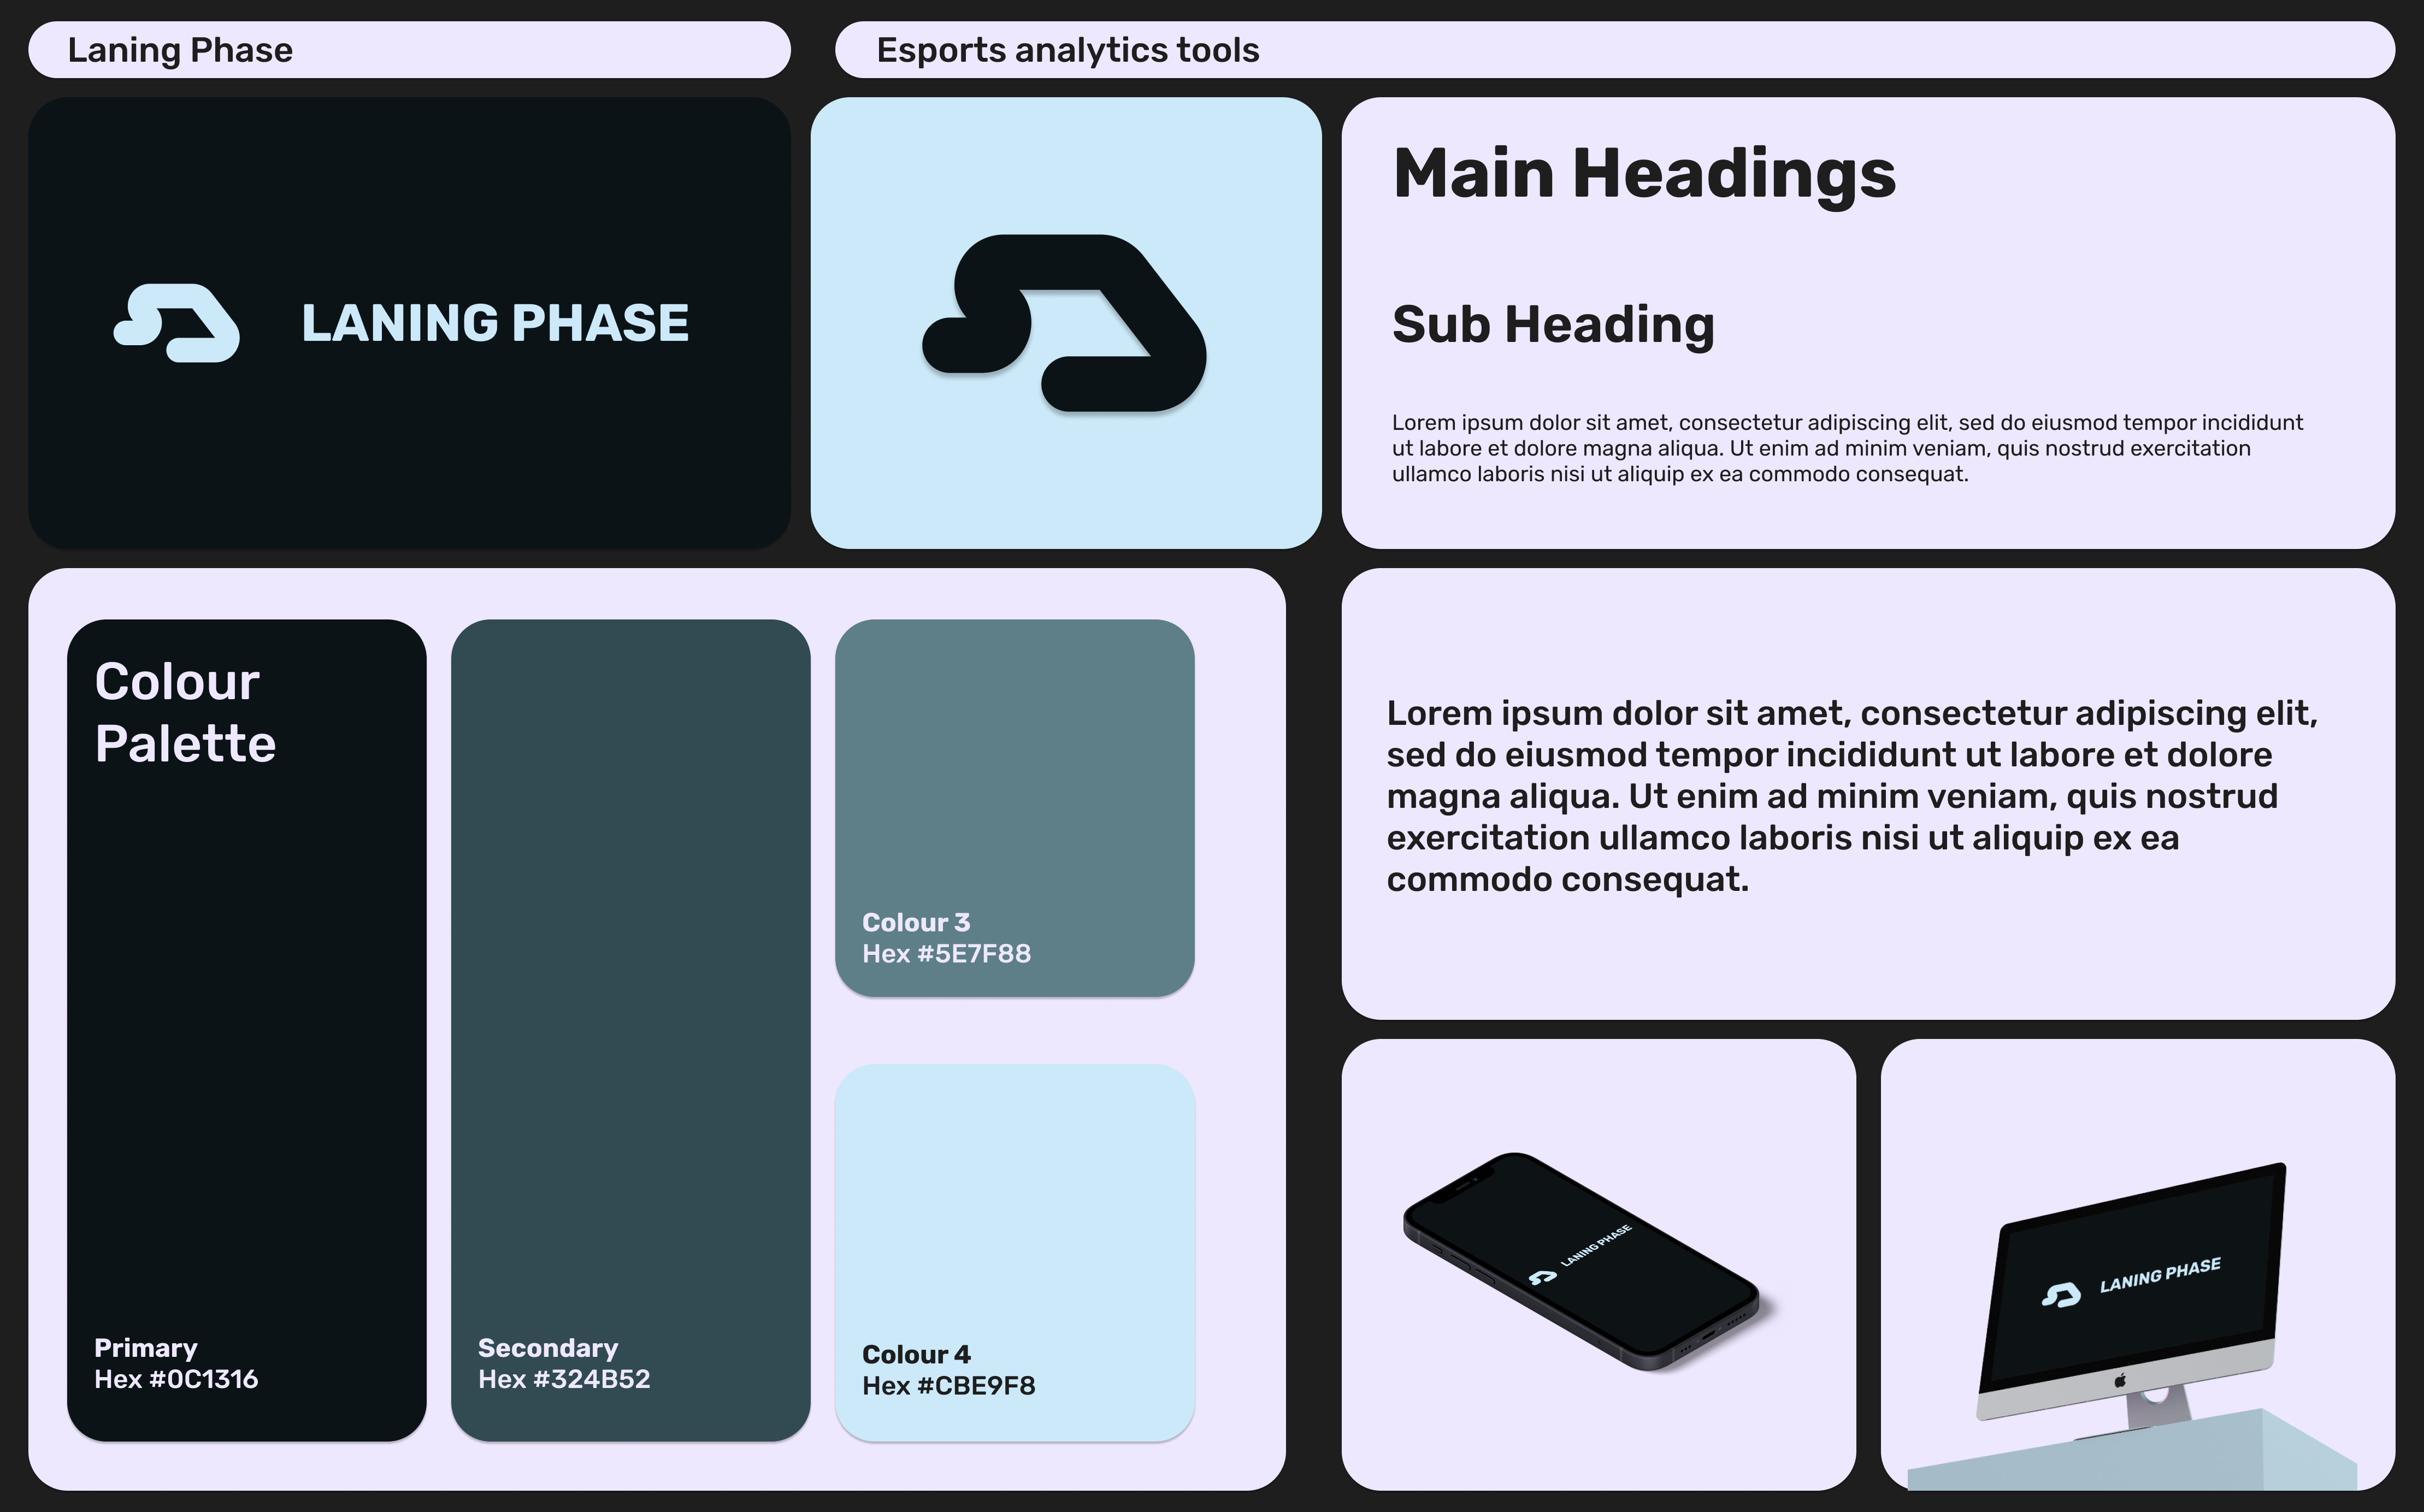 Laning Phase
Esports analytics tools
LANING PHASE
Main Headings
Sub Heading
Lorem ipsum dolor sit amet, consectetur adipiscing elit, sed do eiusmod tempor incididunt
ut labore et dolore magna aliqua. Ut enim ad minim veniam, quis nostrud exercitation
ullamco laboris nisi ut aliquip ex ea commodo consequat.
Colour
Palette
Primary
Hex #0C1316
Secondary
Hex #324B52
Colour 3
Hex #5E7F88
Colour 4
Hex #CBE9F8
Lorem ipsum dolor sit amet, consectetur adipiscing elit,
sed do eiusmod tempor incididunt ut labore et dolore
magna aliqua. Ut enim ad minim veniam, quis nostrud
exercitation ullamco laboris nisi ut aliquip ex ea
commodo consequat.
LANING PHASE
LANING PHASE